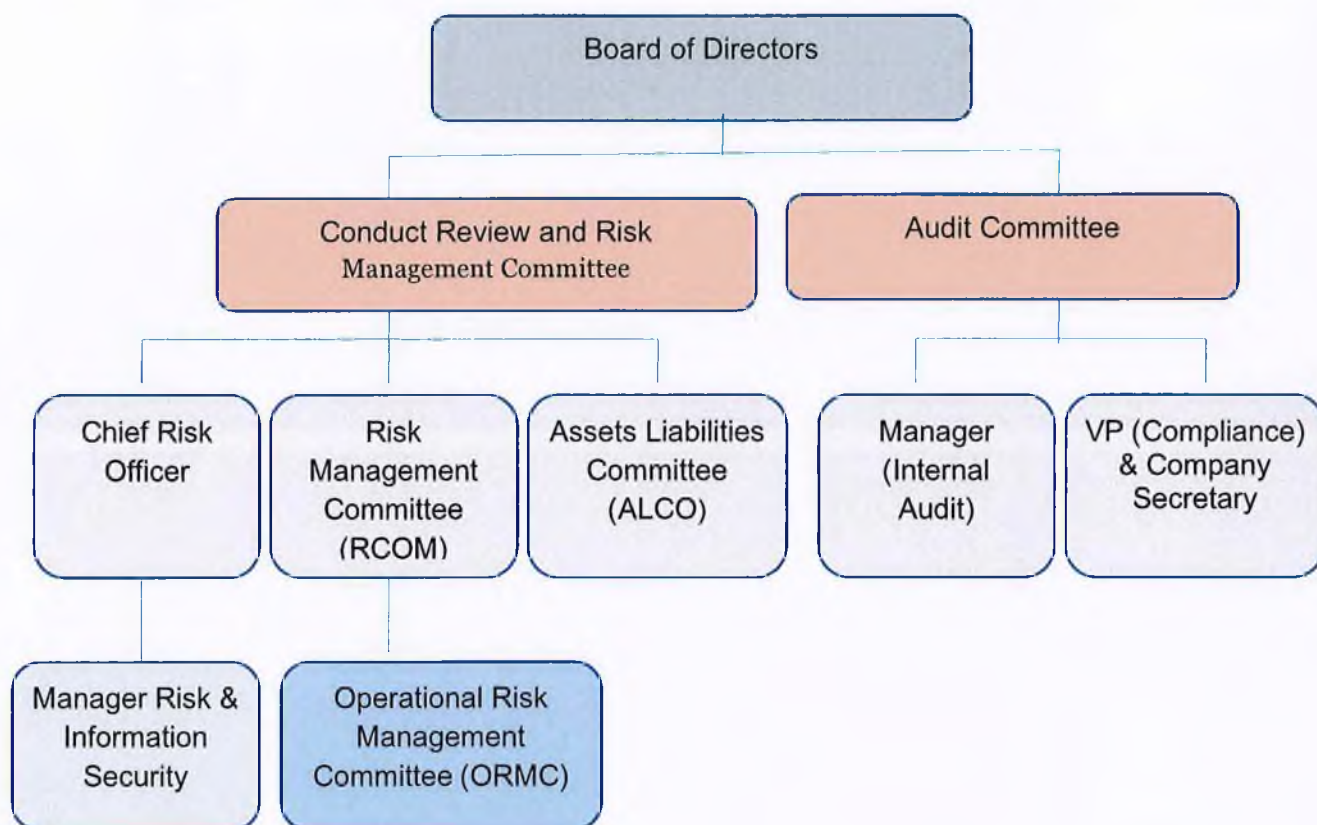 Board of Directors
Conduct Review and Risk
Management Committee
Audit Committee
Chief Risk
Officer
Risk
Management
Committee
(RCOM)
Assets Liabilities
Committee
(ALCO)
Manager
(Internal
Audit)
VP (Compliance)
& Company
Secretary
Manager Risk &
Information
Security
Operational Risk
Management
Committee (ORMC)